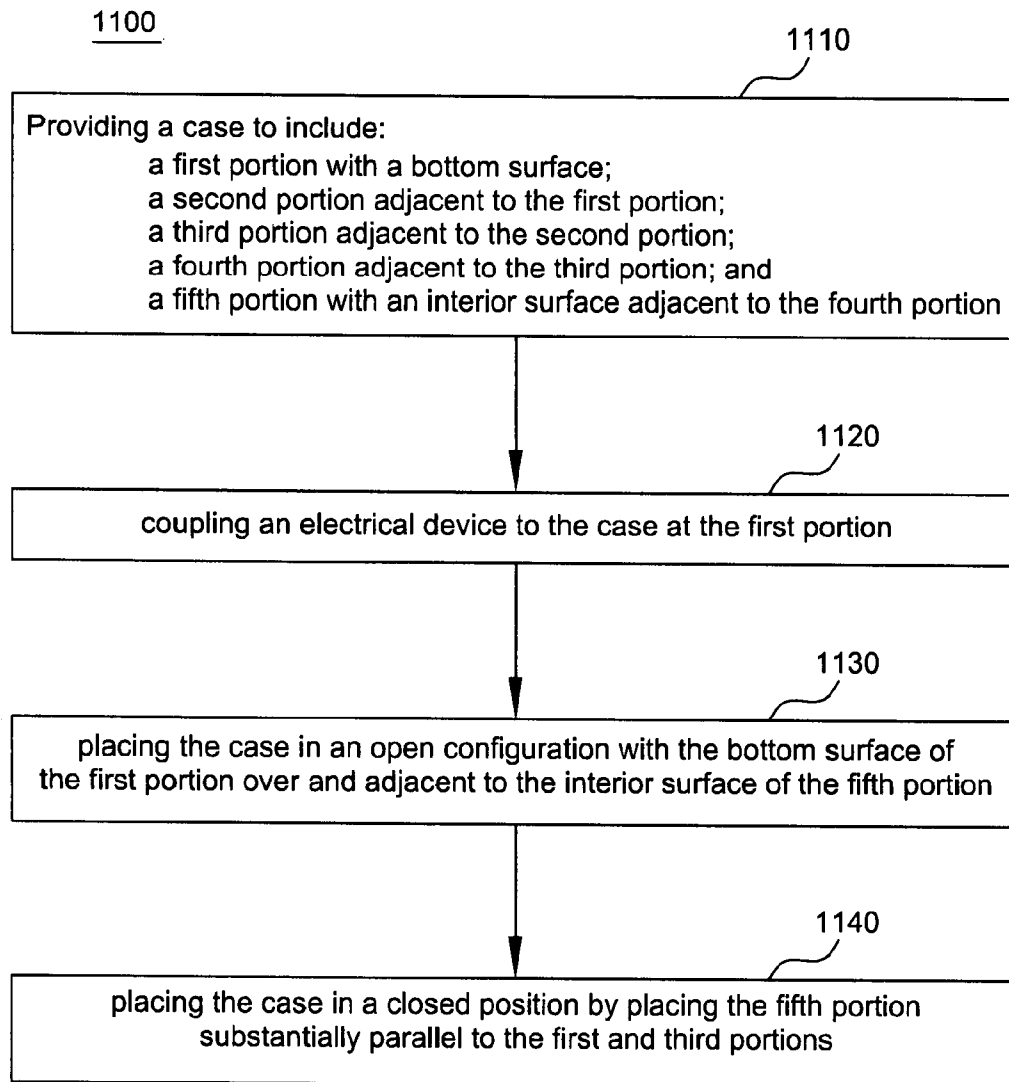 1100
1110
Providing a case to include:
a first portion with a bottom surface;
a second portion adjacent to the first portion;
a third portion adjacent to the second portion;
a fourth portion adjacent to the third portion; and
a fifth portion with an interior surface adjacent to the fourth portion
1120
coupling an electrical device to the case at the first portion
1130
placing the case in an open configuration with the bottom surface of
the first portion over and adjacent to the interior surface of the fifth portion
1140
placing the case in a closed position by placing the fifth portion
substantially parallel to the first and third portions